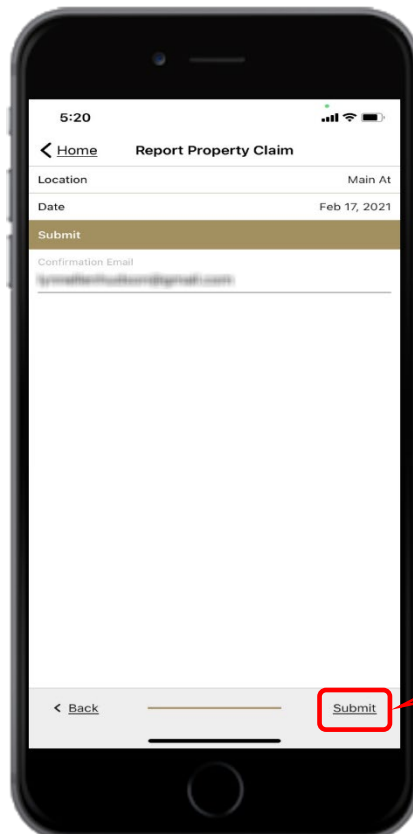 5:20
Home Report Property Claim
Location Main At
Date Feb 17, 2021
Submit
Confirmation Email
Back Submit